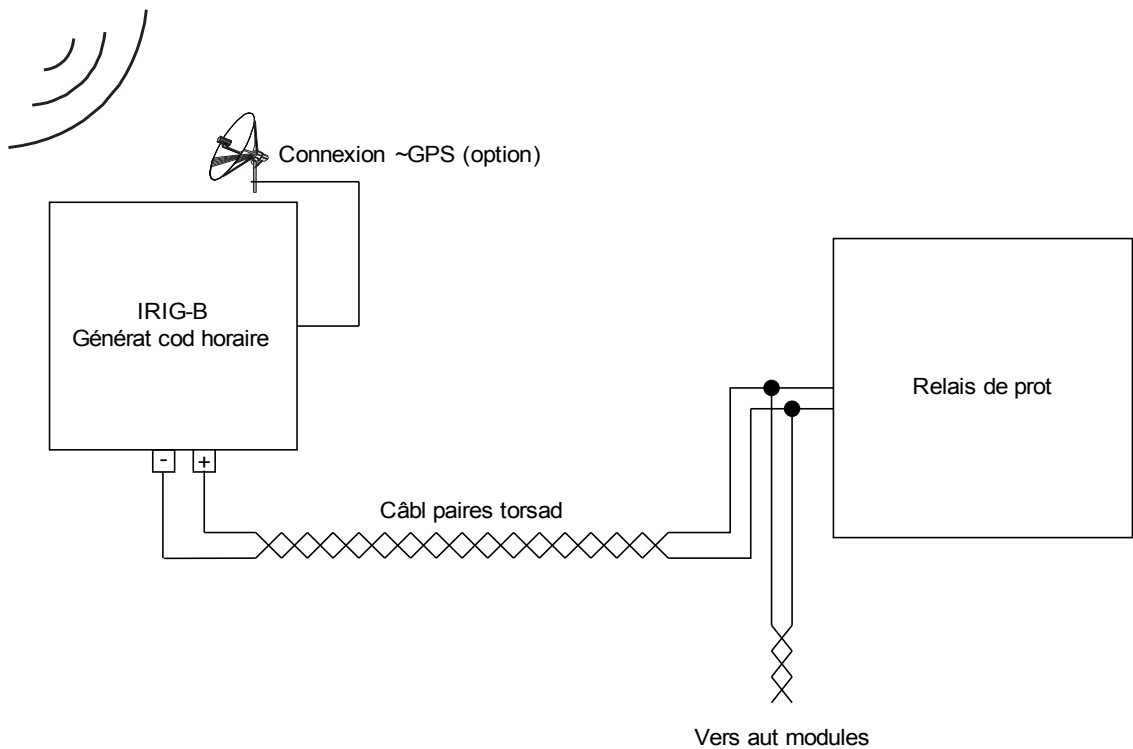 Connexion ~GPS (option)
IRIG-B
Générat cod horaire
- +
Relais de prot
Câbl paires torsad
Vers aut modules